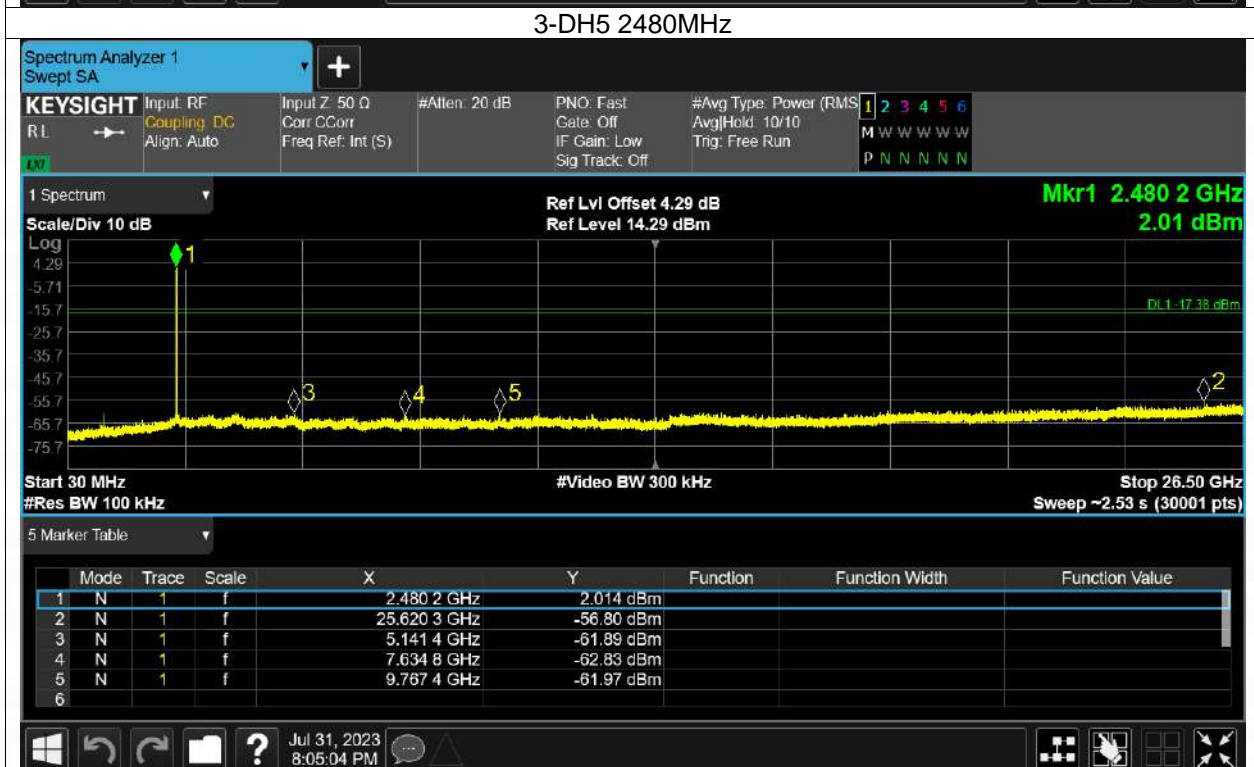 3-DH5 2480MHz
Spectrum Analyzer 1
Swept SA
+
KEYSIGHT Input: RF Input Z: 50 Ω #Atten: 20 dB PNO: Fast #Avg Type: Power (RMS 1 2 3 4 5 6
RL Coupling: DC Corr CCorr Gate: Off Avg|Hold: 10/10 M W W W W W
Align: Auto Freq Ref: Int (S) IF Gain: Low Trig: Free Run
LXI Sig Track: Off P N N N N N
1 Spectrum Ref Lvl Offset 4.29 dB Mkr1 2.480 2 GHz
Scale/Div 10 dB Ref Level 14.29 dBm 2.01 dBm
Log
1
4.29
-5.71
-15.7 DL1 -17.38 dBm
-25.7
-35.7
-45.7
3 4 5 2
-55.7
-65.7
-75.7
Start 30 MHz #Video BW 300 kHz Stop 26.50 GHz
#Res BW 100 kHz Sweep ~2.53 s (30001 pts)
5 Marker Table
Mode Trace Scale X Y Function Function Width Function Value
1 N 1 f 2.480 2 GHz 2.014 dBm
2 N 1 f 25.620 3 GHz -56.80 dBm
3 N 1 f 5.141 4 GHz -61.89 dBm
4 N 1 f 7.634 8 GHz -62.83 dBm
5 N 1 f 9.767 4 GHz -61.97 dBm
6
? Jul 31, 2023
8:05:04 PM